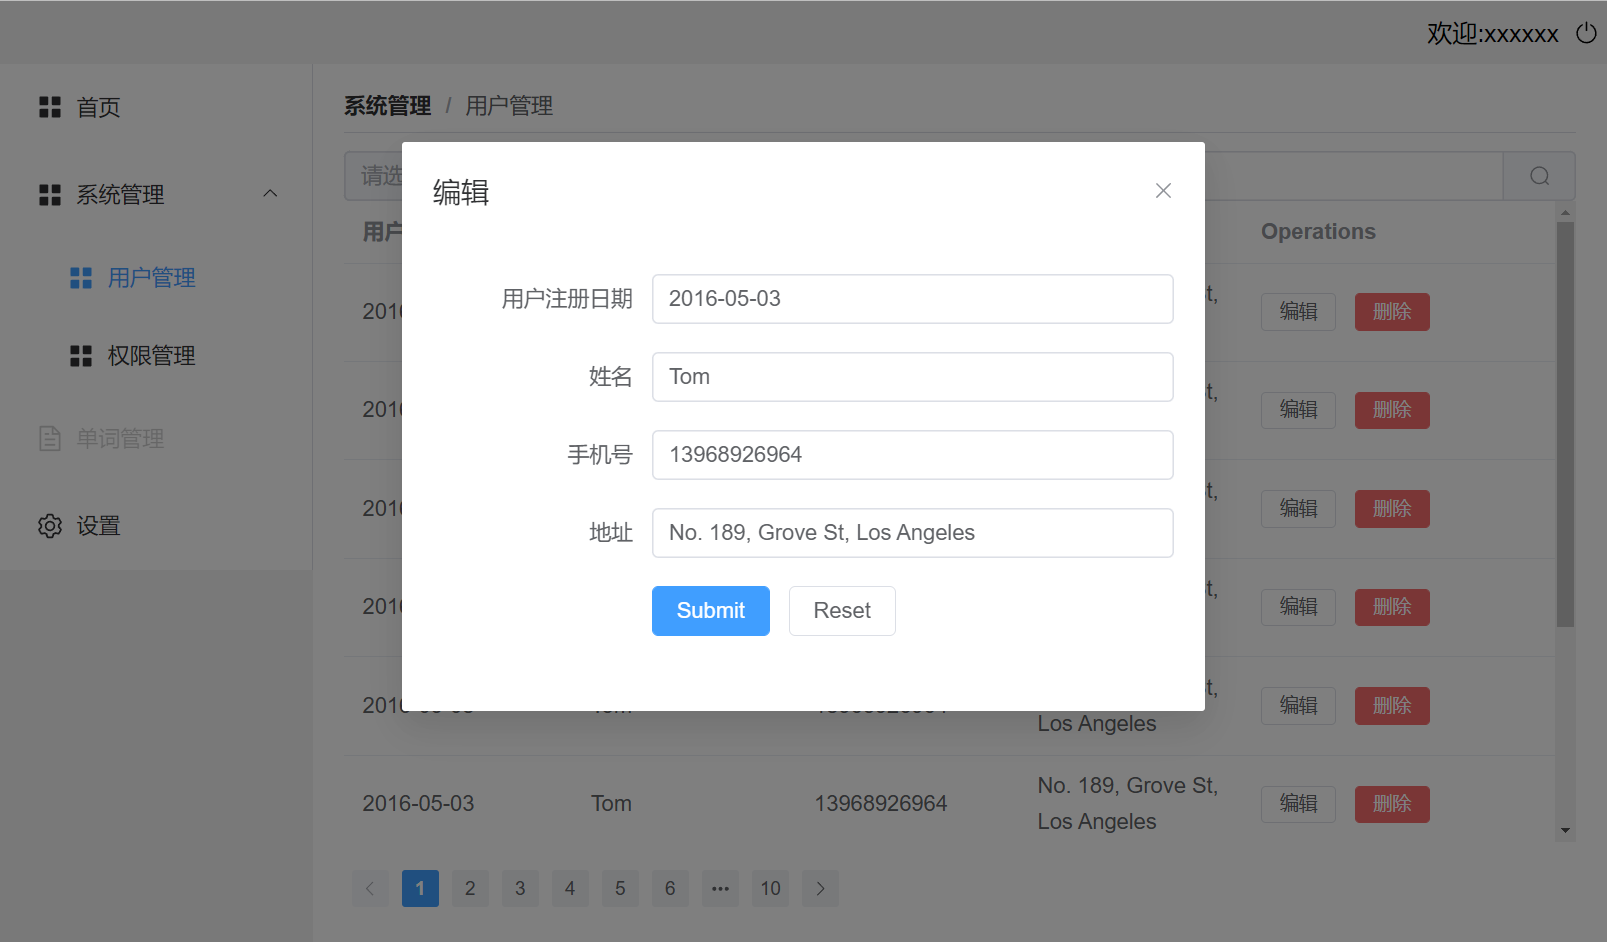 欢迎:xxxxxx
首页
系统管理
用户管理
权限管理
单词管理
设置
系统管理 / 用户管理
请选
用户
Operations
编辑
用户注册日期 2016-05-03
姓名 Tom
手机号 13968926964
地址 No. 189, Grove St, Los Angeles
Submit Reset
201 t, 编辑 删除
201 t, 编辑 删除
201 t, 编辑 删除
201 t, 编辑 删除
201 t, 编辑 删除
Los Angeles
2016-05-03 Tom 13968926964 No. 189, Grove St, 编辑 删除
Los Angeles
1 2 3 4 5 6 ••• 10